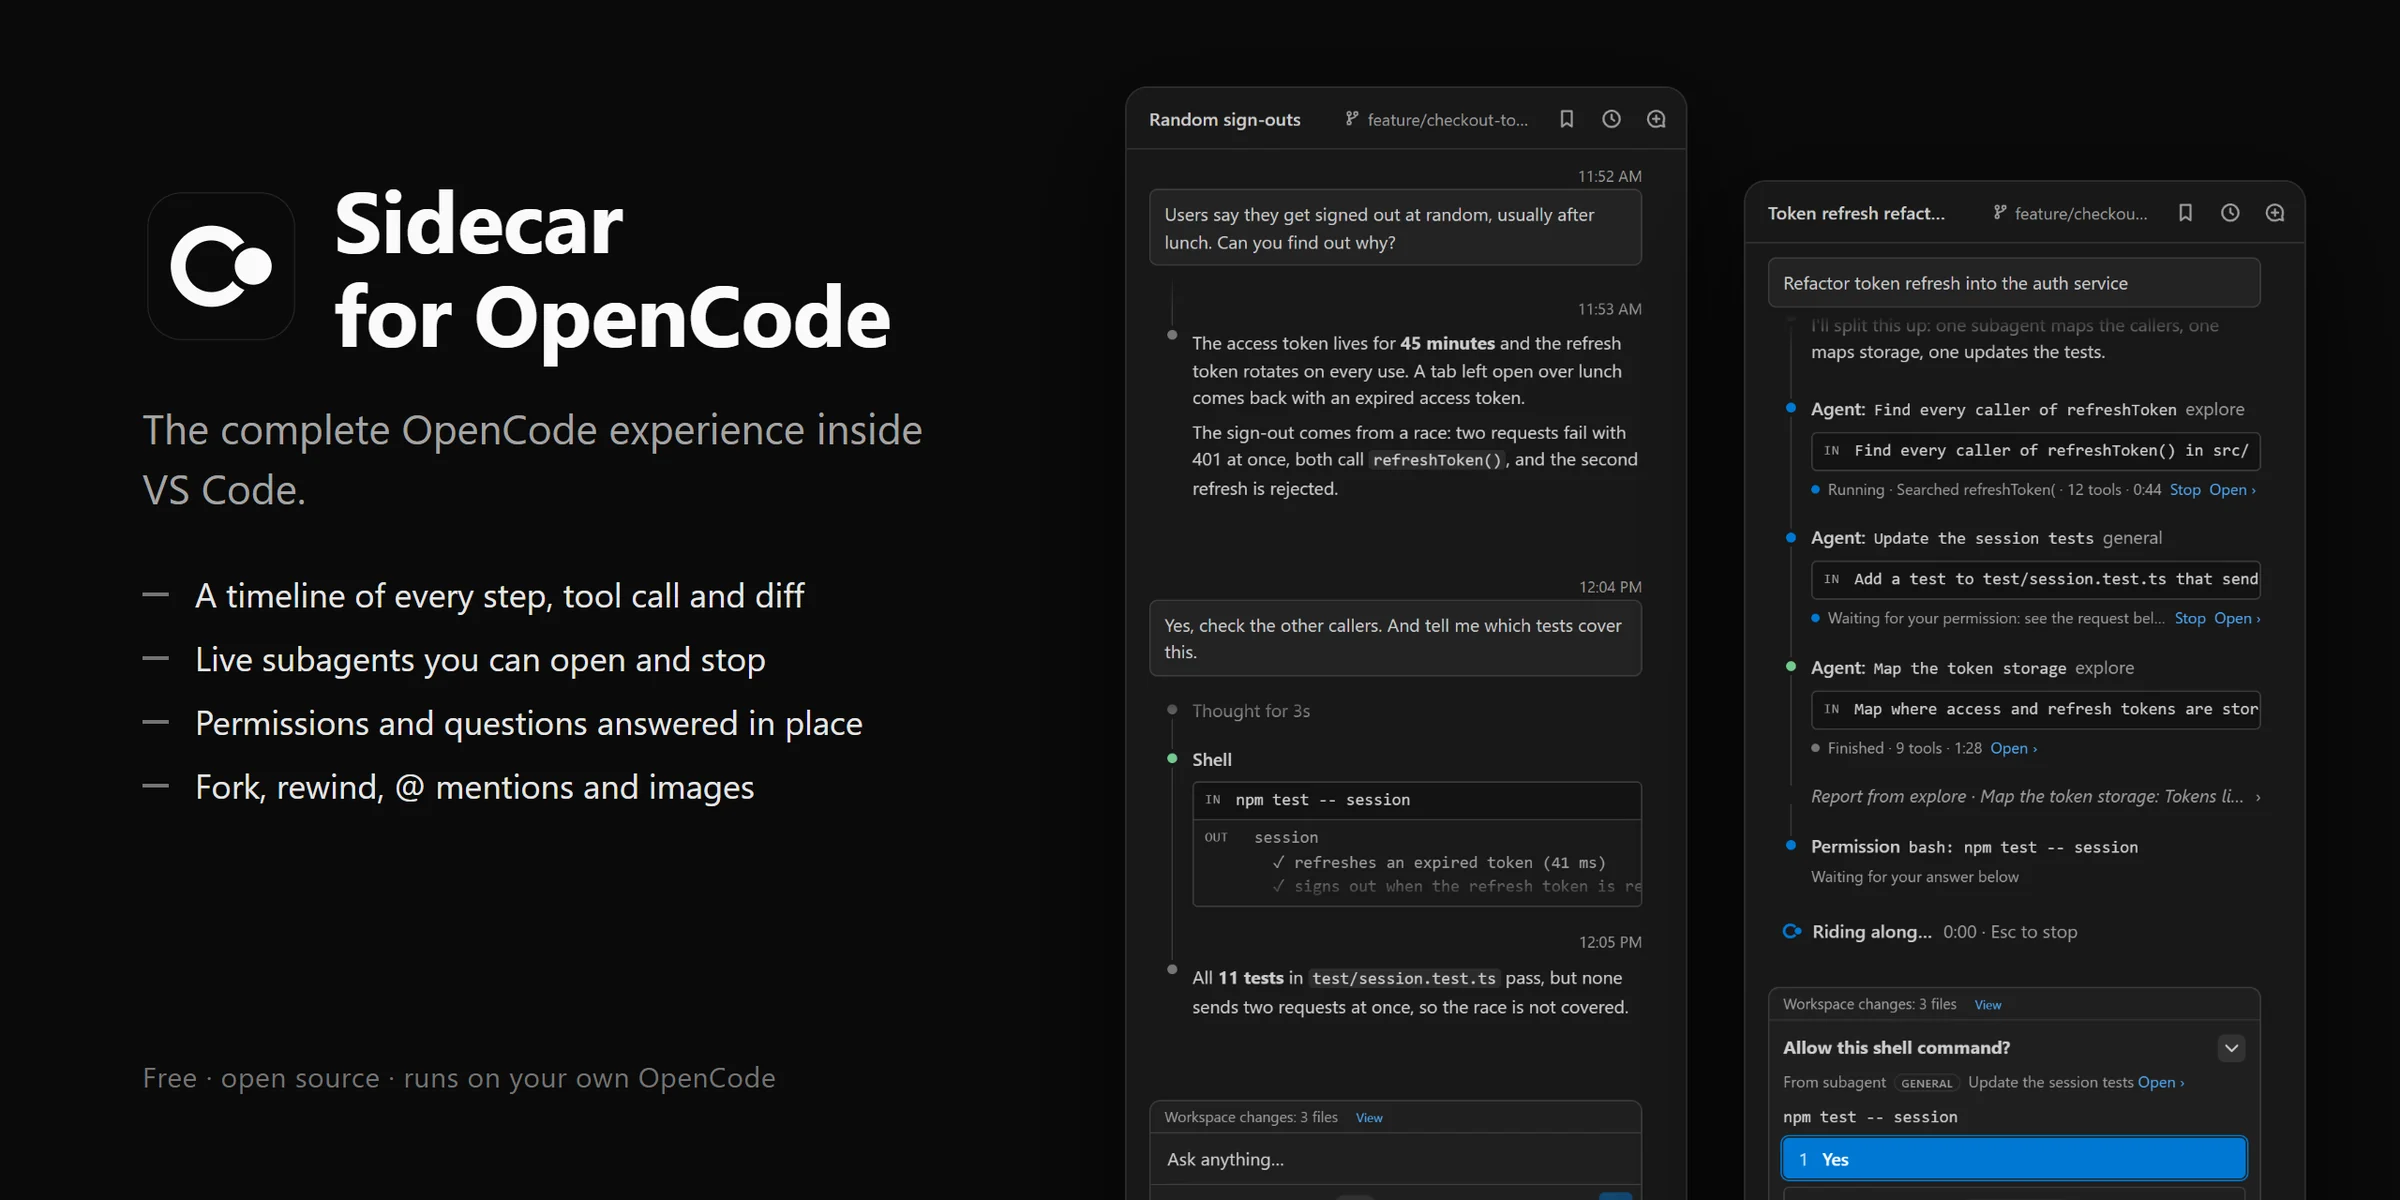 Sidecar
for OpenCode
The complete OpenCode experience inside
VS Code.
— A timeline of every step, tool call and diff
— Live subagents you can open and stop
— Permissions and questions answered in place
— Fork, rewind, @ mentions and images
Free · open source · runs on your own OpenCode
Random sign-outs feature/checkout-to...
11:52 AM
Users say they get signed out at random, usually after
lunch. Can you find out why?
11:53 AM
The access token lives for 45 minutes and the refresh
token rotates on every use. A tab left open over lunch
comes back with an expired access token.
The sign-out comes from a race: two requests fail with
401 at once, both call refreshToken(), and the second
refresh is rejected.
12:04 PM
Yes, check the other callers. And tell me which tests cover
this.
Thought for 3s
Shell
IN npm test -- session
OUT session
✓ refreshes an expired token (41 ms)
✓ signs out when the refresh token is re
12:05 PM
All 11 tests in test/session.test.ts pass, but none
sends two requests at once, so the race is not covered.
Workspace changes: 3 files View
Ask anything...
Token refresh refact... feature/checkou...
Refactor token refresh into the auth service
I'll split this up: one subagent maps the callers, one
maps storage, one updates the tests.
Agent: Find every caller of refreshToken explore
IN Find every caller of refreshToken() in src/
Running · Searched refreshToken( · 12 tools · 0:44 Stop Open ›
Agent: Update the session tests general
IN Add a test to test/session.test.ts that send
Waiting for your permission: see the request bel... Stop Open ›
Agent: Map the token storage explore
IN Map where access and refresh tokens are stor
Finished · 9 tools · 1:28 Open ›
Report from explore · Map the token storage: Tokens li... ›
Permission bash: npm test -- session
Waiting for your answer below
Riding along... 0:00 · Esc to stop
Workspace changes: 3 files View
Allow this shell command?
From subagent GENERAL Update the session tests Open ›
npm test -- session
1 Yes